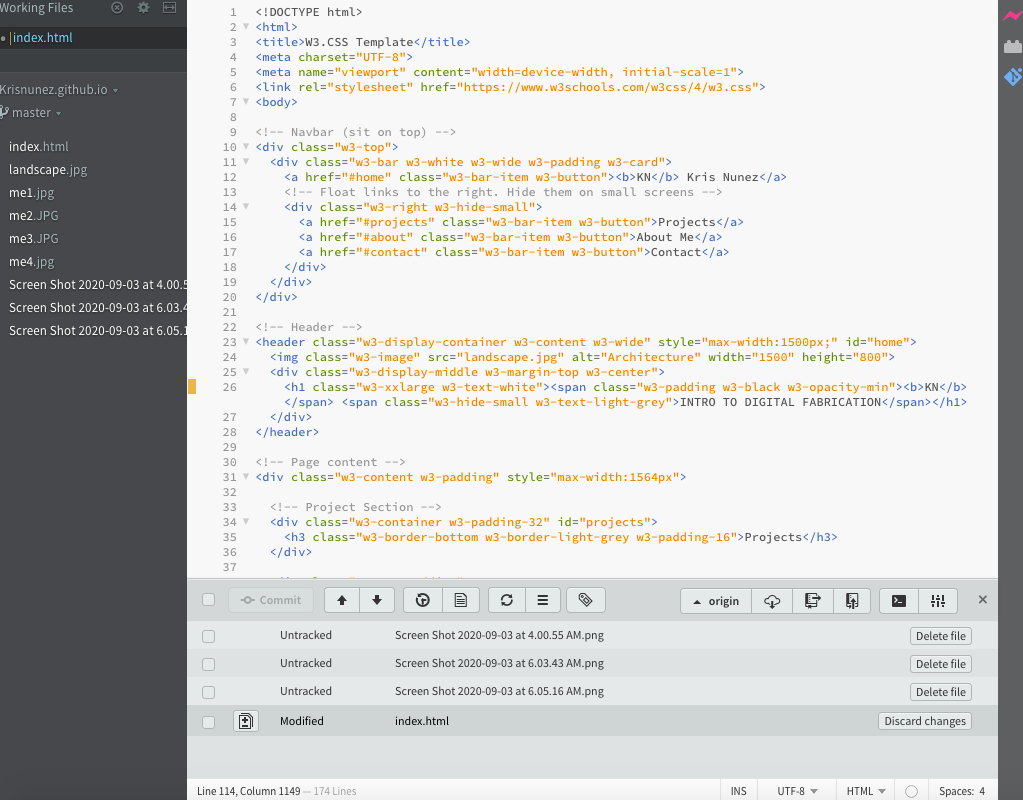 Working Files
index.html
Krisnunez.github.io
master
index.html
landscape.jpg
me1.jpg
me2.JPG
me3.JPG
me4.jpg
Screen Shot 2020-09-03 at 4.00.5
Screen Shot 2020-09-03 at 6.03.4
Screen Shot 2020-09-03 at 6.05.1
1 <!DOCTYPE html>
2 <html>
3 <title>W3.CSS Template</title>
4 <meta charset="UTF-8">
5 <meta name="viewport" content="width=device-width, initial-scale=1">
6 <link rel="stylesheet" href="https://www.w3schools.com/w3css/4/w3.css">
7 <body>
8
9 <!-- Navbar (sit on top) -->
10 <div class="w3-top">
11 <div class="w3-bar w3-white w3-wide w3-padding w3-card">
12 <a href="#home" class="w3-bar-item w3-button"><b>KN</b> Kris Nunez</a>
13 <!-- Float links to the right. Hide them on small screens -->
14 <div class="w3-right w3-hide-small">
15 <a href="#projects" class="w3-bar-item w3-button">Projects</a>
16 <a href="#about" class="w3-bar-item w3-button">About Me</a>
17 <a href="#contact" class="w3-bar-item w3-button">Contact</a>
18 </div>
19 </div>
20 </div>
21
22 <!-- Header -->
23 <header class="w3-display-container w3-content w3-wide" style="max-width:1500px;" id="home">
24 <img class="w3-image" src="landscape.jpg" alt="Architecture" width="1500" height="800">
25 <div class="w3-display-middle w3-margin-top w3-center">
26 <h1 class="w3-xxlarge w3-text-white"><span class="w3-padding w3-black w3-opacity-min"><b>KN</b>
</span> <span class="w3-hide-small w3-text-light-grey">INTRO TO DIGITAL FABRICATION</span></h1>
27 </div>
28 </header>
29
30 <!-- Page content -->
31 <div class="w3-content w3-padding" style="max-width:1564px">
32
33 <!-- Project Section -->
34 <div class="w3-container w3-padding-32" id="projects">
35 <h3 class="w3-border-bottom w3-border-light-grey w3-padding-16">Projects</h3>
36 </div>
37
Commit origin
Untracked Screen Shot 2020-09-03 at 4.00.55 AM.png Delete file
Untracked Screen Shot 2020-09-03 at 6.03.43 AM.png Delete file
Untracked Screen Shot 2020-09-03 at 6.05.16 AM.png Delete file
Modified index.html Discard changes
Line 114, Column 1149 — 174 Lines INS UTF-8 HTML Spaces: 4